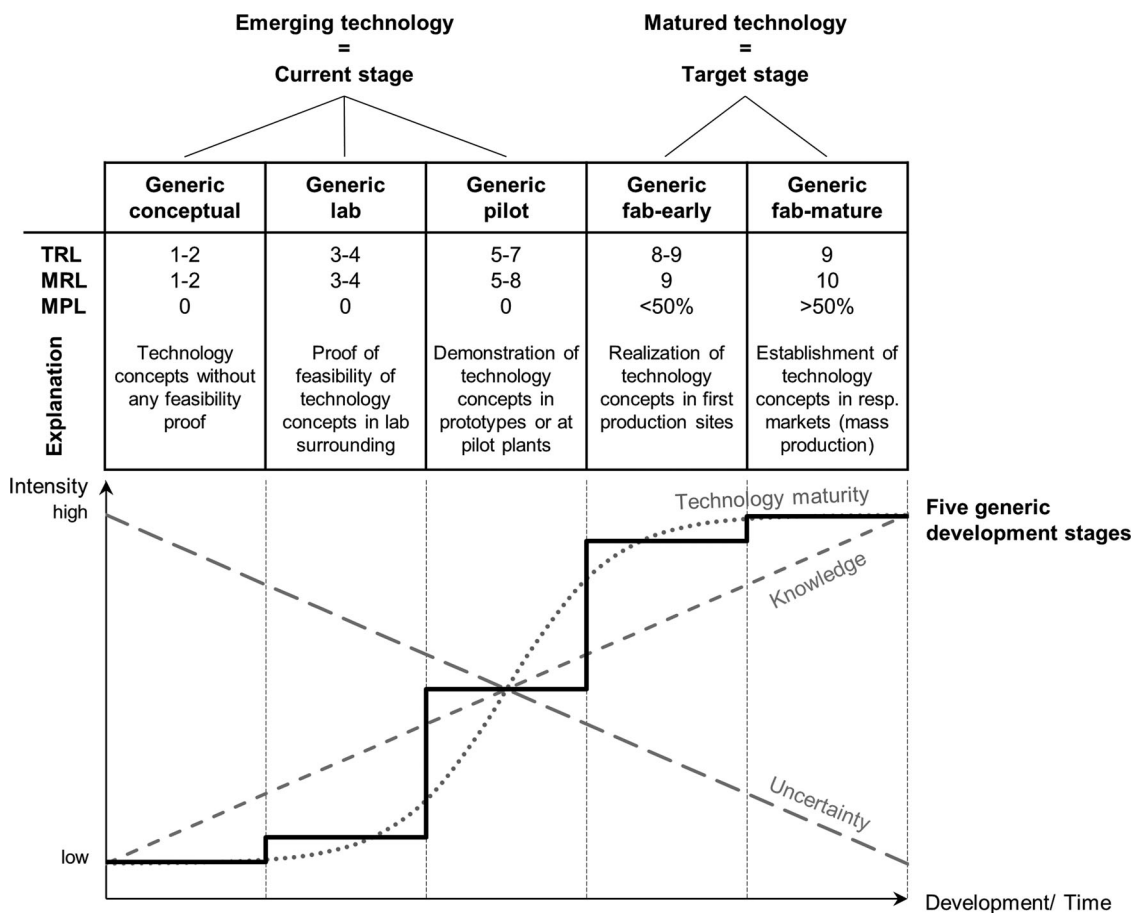 Emerging technology
=
Current stage
Matured technology
=
Target stage
Generic conceptual
Generic lab
Generic pilot
Generic fab-early
Generic fab-mature
TRL 1-2 3-4 5-7 8-9 9
MRL 1-2 3-4 5-8 9 10
MPL 0 0 0 <50% >50%
Explanation
Technology
concepts without
any feasibility
proof
Proof of
feasibility of
technology
concepts in lab
surrounding
Demonstration of
technology
concepts in
prototypes or at
pilot plants
Realization of
technology
concepts in first
production sites
Establishment of
technology
concepts in resp.
markets (mass
production)
Intensity
high
low
Technology maturity
Knowledge
Uncertainty
Five generic
development stages
Development/ Time